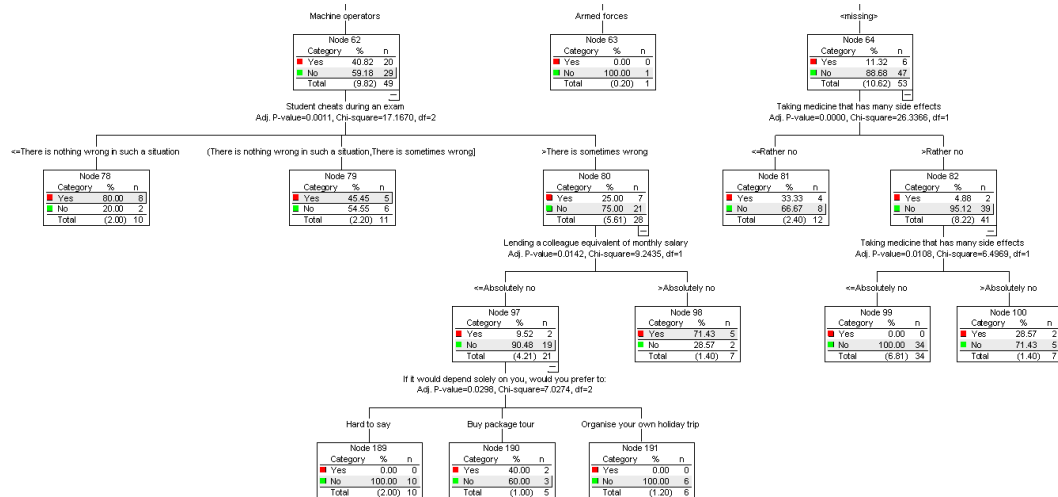 Machine operators
Armed forces
<missing>
Node 62
Category % n
Yes 40.82 20
No 59.18 29
Total (9.82) 49
Node 63
Category % n
Yes 0.00 0
No 100.00 1
Total (0.20) 1
Node 64
Category % n
Yes 11.32 6
No 88.68 47
Total (10.62) 53
Student cheats during an exam
Adj. P-value=0.0011, Chi-square=17.1670, df=2
Taking medicine that has many side effects
Adj. P-value=0.0000, Chi-square=26.3366, df=1
<=There is nothing wrong in such a situation
(There is nothing wrong in such a situation,There is sometimes wrong]
>There is sometimes wrong
<=Rather no
>Rather no
Node 78
Category % n
Yes 80.00 8
No 20.00 2
Total (2.00) 10
Node 79
Category % n
Yes 45.45 5
No 54.55 6
Total (2.20) 11
Node 80
Category % n
Yes 25.00 7
No 75.00 21
Total (5.61) 28
Node 81
Category % n
Yes 33.33 4
No 66.67 8
Total (2.40) 12
Node 82
Category % n
Yes 4.88 2
No 95.12 39
Total (8.22) 41
Lending a colleague equivalent of monthly salary
Adj. P-value=0.0142, Chi-square=9.2435, df=1
Taking medicine that has many side effects
Adj. P-value=0.0108, Chi-square=6.4969, df=1
<=Absolutely no
>Absolutely no
<=Absolutely no
>Absolutely no
Node 97
Category % n
Yes 9.52 2
No 90.48 19
Total (4.21) 21
Node 98
Category % n
Yes 71.43 5
No 28.57 2
Total (1.40) 7
Node 99
Category % n
Yes 0.00 0
No 100.00 34
Total (6.81) 34
Node 100
Category % n
Yes 28.57 2
No 71.43 5
Total (1.40) 7
If it would depend solely on you, would you prefer to:
Adj. P-value=0.0298, Chi-square=7.0274, df=2
Hard to say
Buy package tour
Organise your own holiday trip
Node 189
Category % n
Yes 0.00 0
No 100.00 10
Total (2.00) 10
Node 190
Category % n
Yes 40.00 2
No 60.00 3
Total (1.00) 5
Node 191
Category % n
Yes 0.00 0
No 100.00 6
Total (1.20) 6